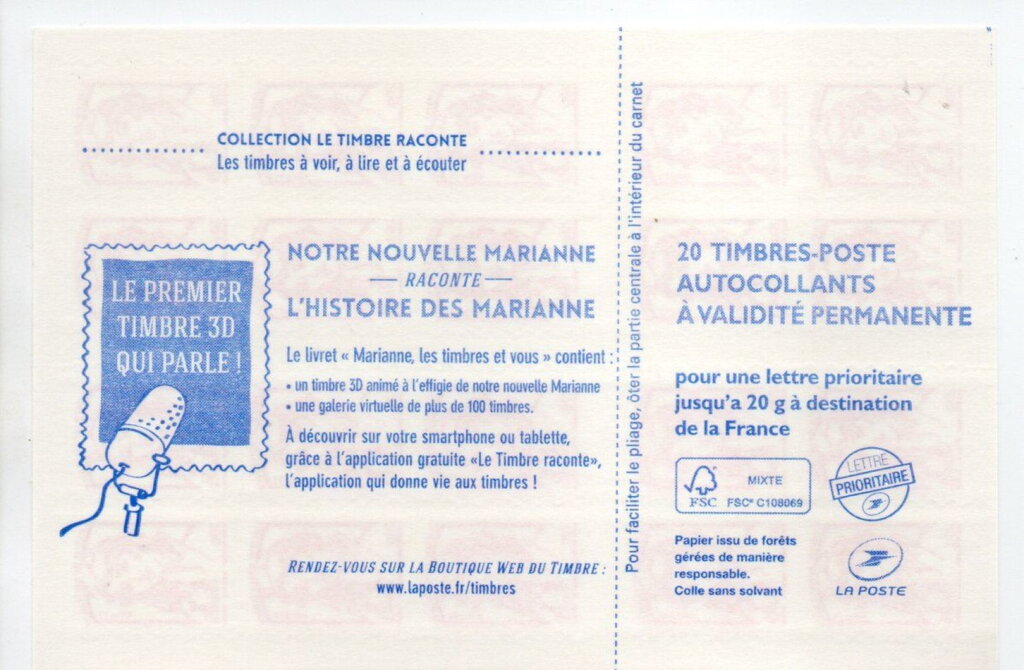 COLLECTION LE TIMBRE RACONTE
Les timbres à voir, à lire et à écouter
LE PREMIER
TIMBRE 3D
QUI PARLE !
NOTRE NOUVELLE MARIANNE
RACONTE
L'HISTOIRE DES MARIANNE
Le livret « Marianne, les timbres et vous » contient :
• un timbre 3D animé à l'effigie de notre nouvelle Marianne
• une galerie virtuelle de plus de 100 timbres.
À découvrir sur votre smartphone ou tablette,
grâce à l'application gratuite «Le Timbre raconte»,
l'application qui donne vie aux timbres !
RENDEZ-VOUS SUR LA BOUTIQUE WEB DU TIMBRE :
www.laposte.fr/timbres
Pour faciliter le pliage, ôter la partie centrale à l'intérieur du carnet
20 TIMBRES-POSTE
AUTOCOLLANTS
À VALIDITÉ PERMANENTE
pour une lettre prioritaire
jusqu'a 20 g à destination
de la France
FSC
MIXTE
FSC® C108069
LETTRE
PRIORITAIRE
Papier issu de forêts
gérées de manière
responsable.
Colle sans solvant
LA POSTE